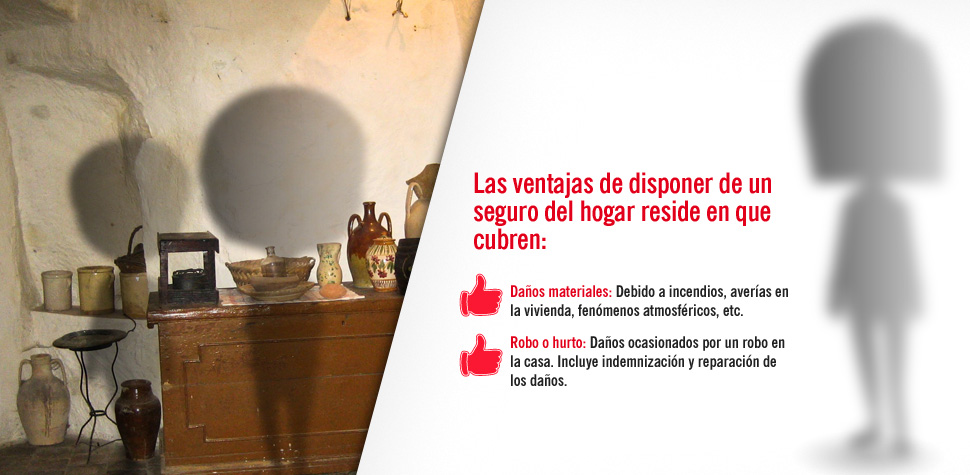 Las ventajas de disponer de un
seguro del hogar reside en que
cubren:
Daños materiales: Debido a incendios, averías en
la vivienda, fenómenos atmosféricos, etc.
Robo o hurto: Daños ocasionados por un robo en
la casa. Incluye indemnización y reparación de
los daños.